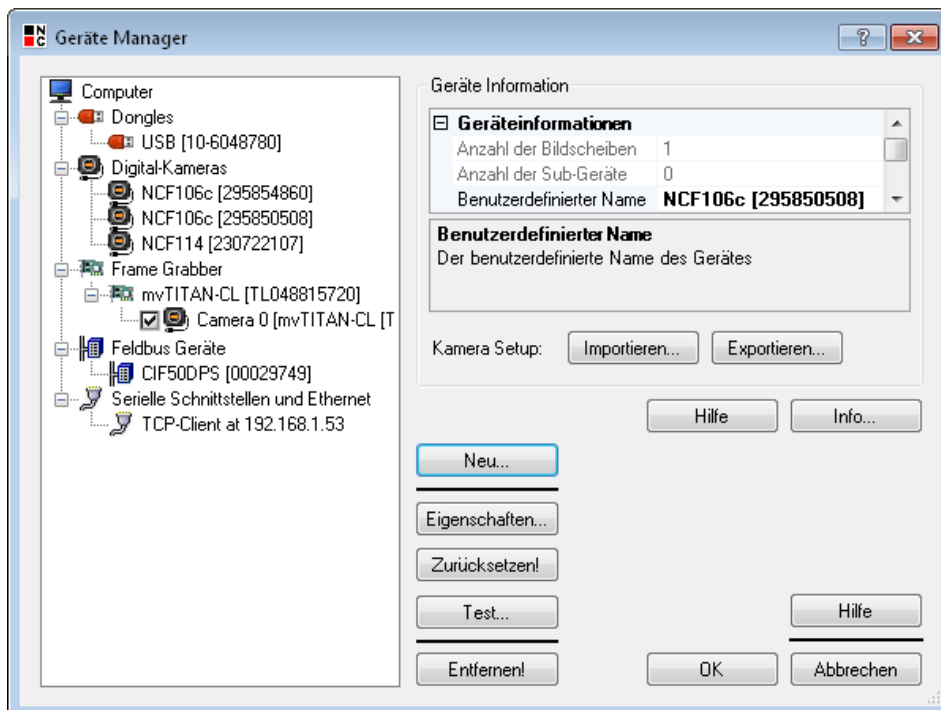 NC Geräte Manager
Computer
Dongles
USB [10-6048780]
Digital-Kameras
NCF106c [295854860]
NCF106c [295850508]
NCF114 [230722107]
Frame Grabber
mvTITAN-CL [TL048815720]
Camera 0 [mvTITAN-CL [T
Feldbus Geräte
CIF50DPS [00029749]
Serielle Schnittstellen und Ethernet
TCP-Client at 192.168.1.53
Geräte Information
Geräteinformationen
Anzahl der Bildscheiben 1
Anzahl der Sub-Geräte 0
Benutzerdefinierter Name NCF106c [295850508]
Benutzerdefinierter Name
Der benutzerdefinierte Name des Gerätes
Kamera Setup: Importieren... Exportieren...
Hilfe Info...
Neu...
Eigenschaften...
Zurücksetzen!
Test... Hilfe
Entfernen! OK Abbrechen